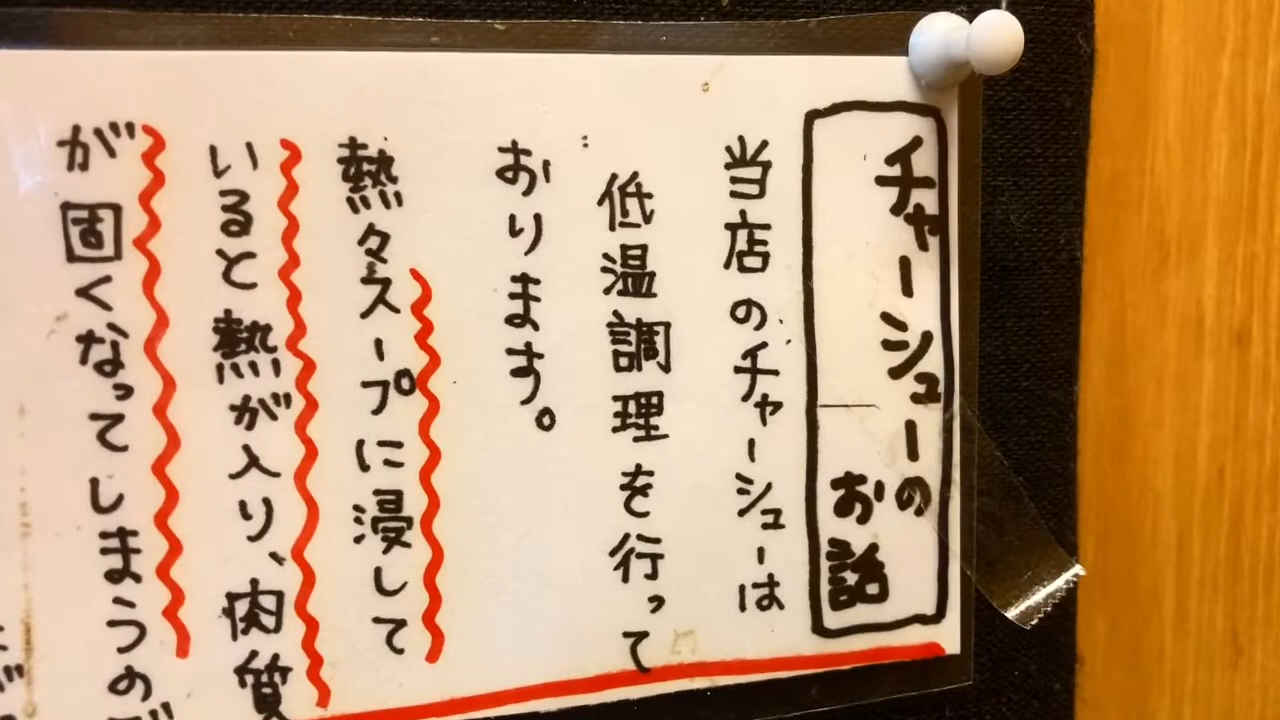 チャーシューの
お話
当店のチャーシューは
低温調理を行って
おります。
熱々スープに浸して
いると熱が入り、肉質
が固くなってしまうので